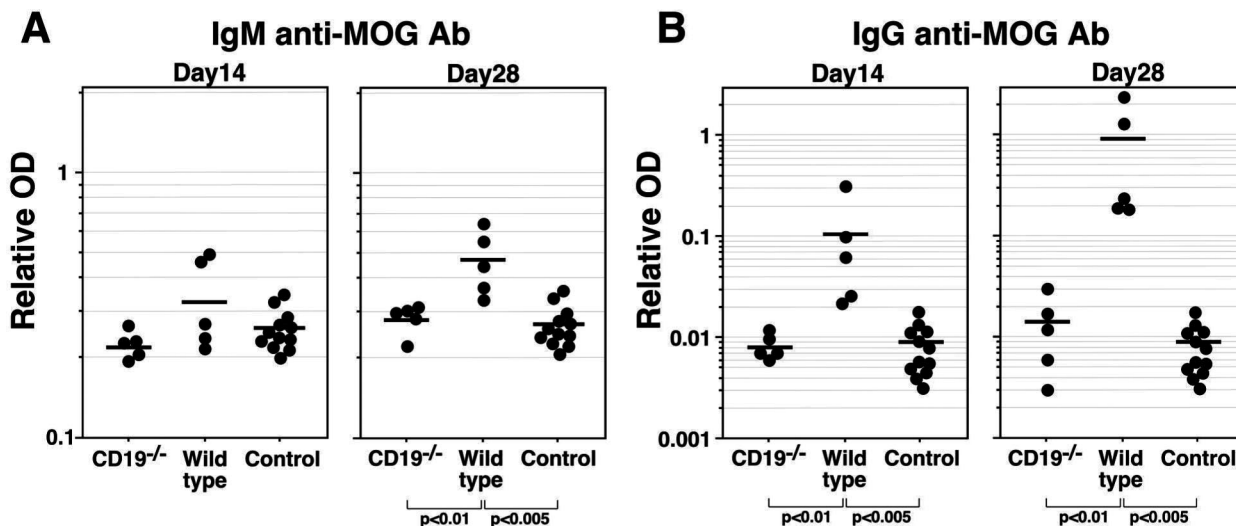 A
IgM anti-MOG Ab
Day14
Day28
Relative OD
1
0.1
CD19-/-
Wild type
Control
CD19-/-
Wild type
Control
p<0.01
p<0.005
B
IgG anti-MOG Ab
Day14
Day28
Relative OD
1
0.1
0.01
0.001
CD19-/-
Wild type
Control
p<0.01
p<0.005
CD19-/-
Wild type
Control
p<0.01
p<0.005